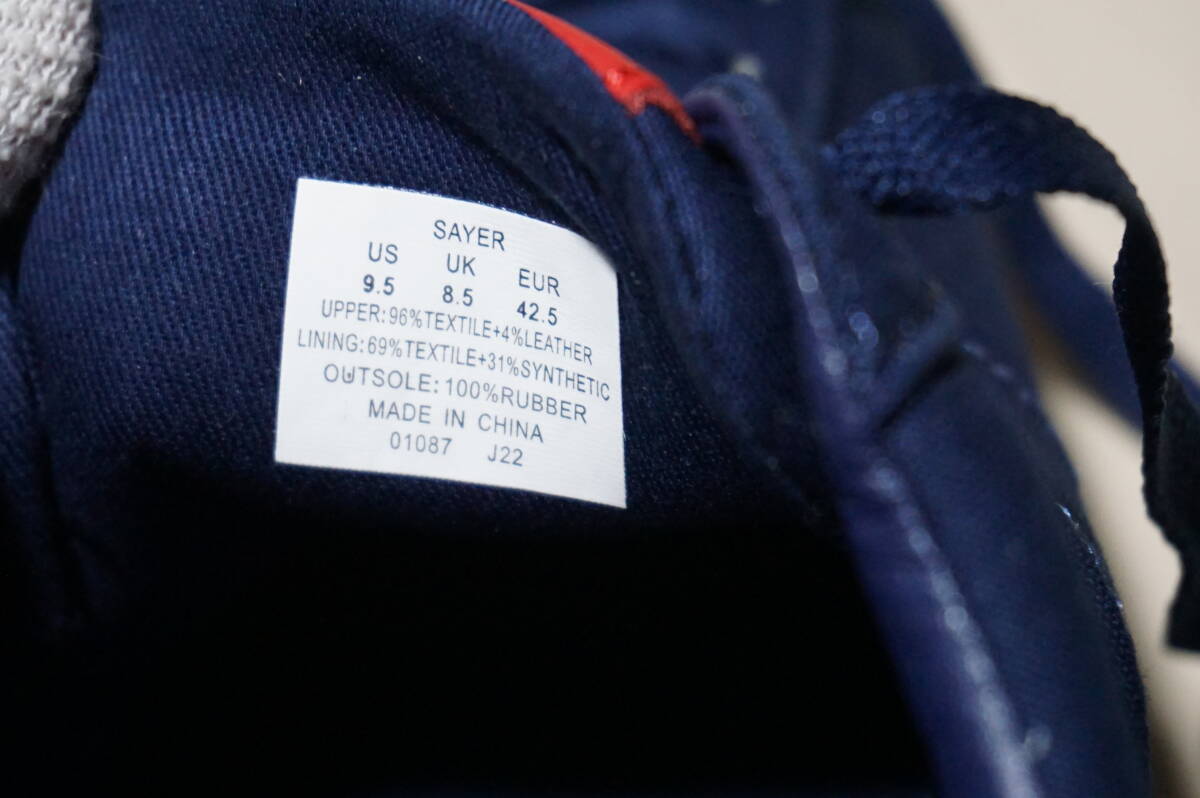 SAYER
US UK EUR
9.5 8.5 42.5
UPPER:96%TEXTILE+4%LEATHER
LINING:69%TEXTILE+31%SYNTHETIC
OUTSOLE:100%RUBBER
MADE IN CHINA
01087 J22